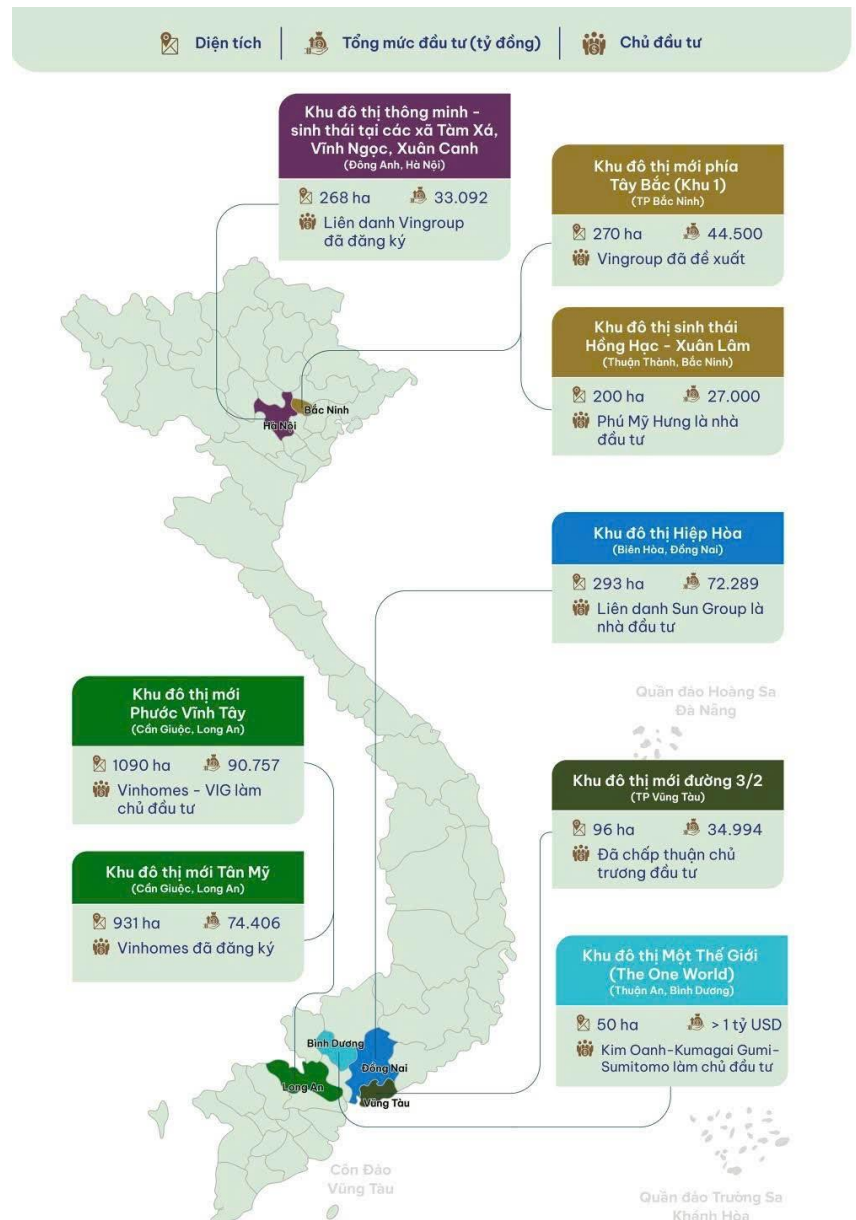 Diện tích
Tổng mức đầu tư (tỷ đồng)
Chủ đầu tư
Khu đô thị thông minh -
sinh thái tại các xã Tàm Xá,
Vĩnh Ngọc, Xuân Canh
(Đông Anh, Hà Nội)
268 ha
33.092
Liên danh Vingroup
đã đăng ký
Khu đô thị mới phía
Tây Bắc (Khu 1)
(TP Bắc Ninh)
270 ha
44.500
Vingroup đã đề xuất
Khu đô thị sinh thái
Hồng Hạc - Xuân Lâm
(Thuận Thành, Bắc Ninh)
200 ha
27.000
Phú Mỹ Hưng là nhà
đầu tư
Bắc Ninh
Hà Nội
Khu đô thị Hiệp Hòa
(Biên Hòa, Đồng Nai)
293 ha
72.289
Liên danh Sun Group là
nhà đầu tư
Khu đô thị mới
Phước Vĩnh Tây
(Cần Giuộc, Long An)
1090 ha
90.757
Vinhomes - VIG làm
chủ đầu tư
Quần đảo Hoàng Sa
Đà Nẵng
Khu đô thị mới đường 3/2
(TP Vũng Tàu)
96 ha
34.994
Đã chấp thuận chủ
trương đầu tư
Khu đô thị mới Tân Mỹ
(Cần Giuộc, Long An)
931 ha
74.406
Vinhomes đã đăng ký
Khu đô thị Một Thế Giới
(The One World)
(Thuận An, Bình Dương)
50 ha
> 1 tỷ USD
Kim Oanh-Kumagai Gumi-
Sumitomo làm chủ đầu tư
Bình Dương
Đồng Nai
Long An
Vũng Tàu
Côn Đảo
Vũng Tàu
Quần đảo Trường Sa
Khánh Hòa